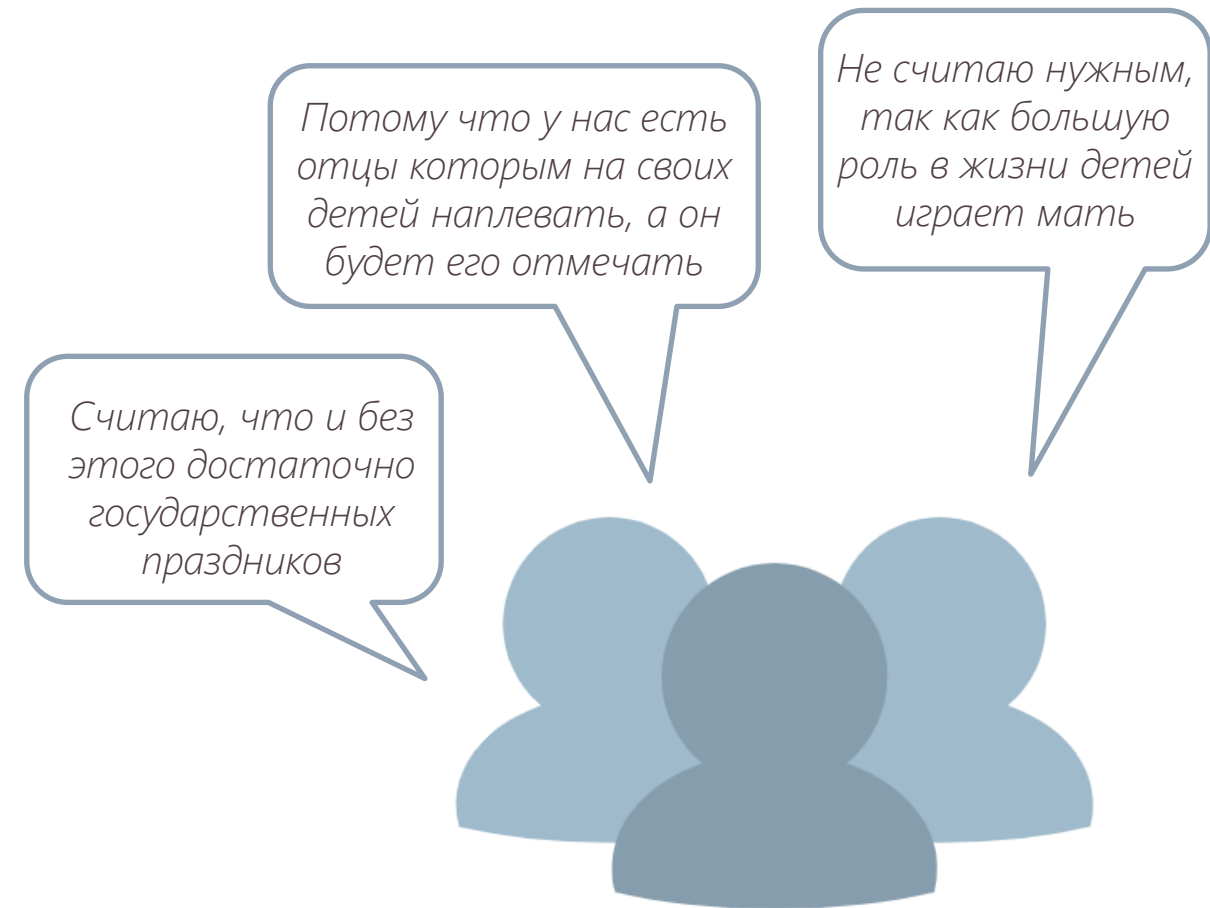 Считаю, что и без
этого достаточно
государственных
праздников
Потому что у нас есть
отцы которым на своих
детей наплевать, а он
будет его отмечать
Не считаю нужным,
так как большую
роль в жизни детей
играет мать